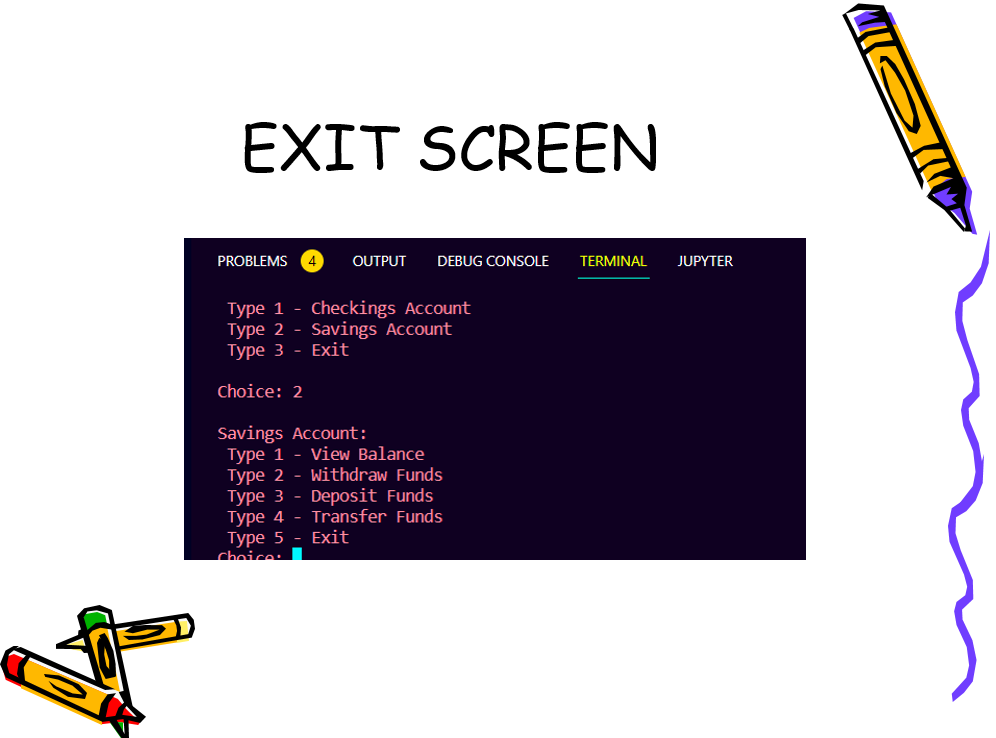 EXIT SCREEN
PROBLEMS 4 OUTPUT DEBUG CONSOLE TERMINAL JUPYTER
Type 1 - Checkings Account
Type 2 - Savings Account
Type 3 - Exit
Choice: 2
Savings Account:
Type 1 - View Balance
Type 2 - Withdraw Funds
Type 3 - Deposit Funds
Type 4 - Transfer Funds
Type 5 - Exit
Choice: